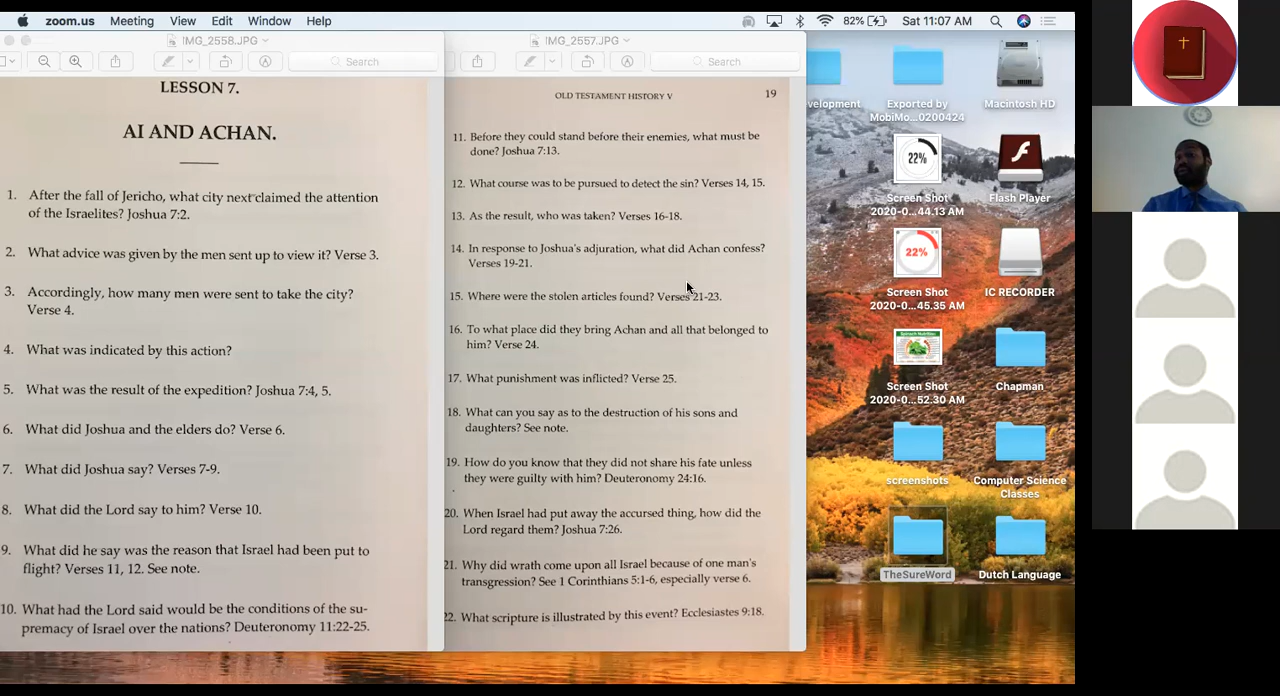 zoom.us Meeting View Edit Window Help
82% Sat 11:07 AM
IMG_2558.JPG
Search
LESSON 7.
AI AND ACHAN.
1. After the fall of Jericho, what city next claimed the attention
of the Israelites? Joshua 7:2.
2. What advice was given by the men sent up to view it? Verse 3.
3. Accordingly, how many men were sent to take the city?
Verse 4.
4. What was indicated by this action?
5. What was the result of the expedition? Joshua 7:4, 5.
6. What did Joshua and the elders do? Verse 6.
7. What did Joshua say? Verses 7-9.
8. What did the Lord say to him? Verse 10.
9. What did he say was the reason that Israel had been put to
flight? Verses 11, 12. See note.
10. What had the Lord said would be the conditions of the su-
premacy of Israel over the nations? Deuteronomy 11:22-25.
IMG_2557.JPG
Search
OLD TESTAMENT HISTORY V 19
11. Before they could stand before their enemies, what must be
done? Joshua 7:13.
12. What course was to be pursued to detect the sin? Verses 14, 15.
13. As the result, who was taken? Verses 16-18.
14. In response to Joshua's adjuration, what did Achan confess?
Verses 19-21.
15. Where were the stolen articles found? Verses 21-23.
16. To what place did they bring Achan and all that belonged to
him? Verse 24.
17. What punishment was inflicted? Verse 25.
18. What can you say as to the destruction of his sons and
daughters? See note.
19. How do you know that they did not share his fate unless
they were guilty with him? Deuteronomy 24:16.
20. When Israel had put away the accursed thing, how did the
Lord regard them? Joshua 7:26.
21. Why did wrath come upon all Israel because of one man's
transgression? See 1 Corinthians 5:1-6, especially verse 6.
22. What scripture is illustrated by this event? Ecclesiastes 9:18.
velopment
Exported by
MobiMo...0200424
Macintosh HD
22%
Screen Shot
2020-0...44.13 AM
Flash Player
22%
Screen Shot
2020-0...45.35 AM
IC RECORDER
Screen Shot
2020-0...52.30 AM
Chapman
screenshots
Computer Science
Classes
TheSureWord
Dutch Language